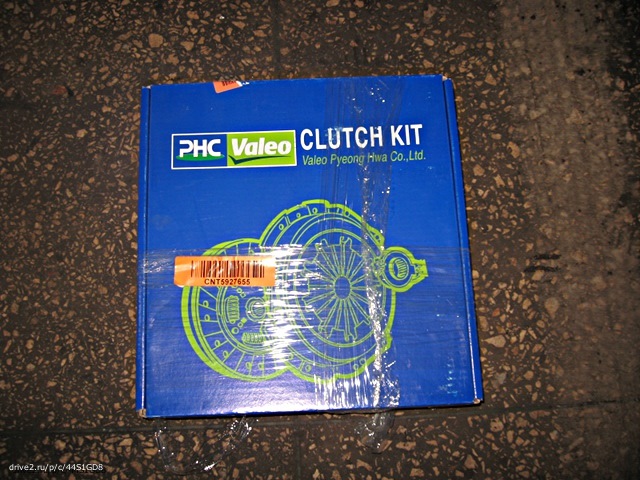 PHC Valeo CLUTCH KIT
Valeo Pyeong Hwa Co.,Ltd.
CNT5927655
drive2.ru/p/c/44S1GD8